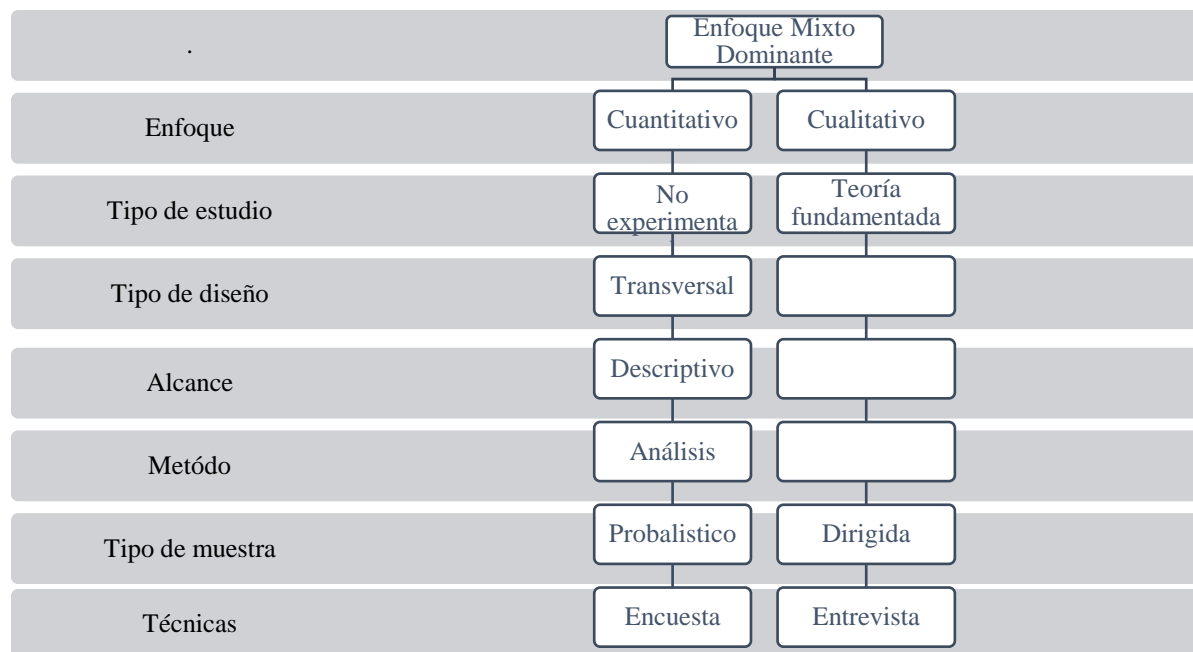 .
Enfoque Mixto
Dominante
Enfoque
Cuantitativo
Cualitativo
Tipo de estudio
No
experimenta
Teoría
fundamentada
Tipo de diseño
Transversal
Alcance
Descriptivo
Metódo
Análisis
Tipo de muestra
Probalistico
Dirigida
Técnicas
Encuesta
Entrevista